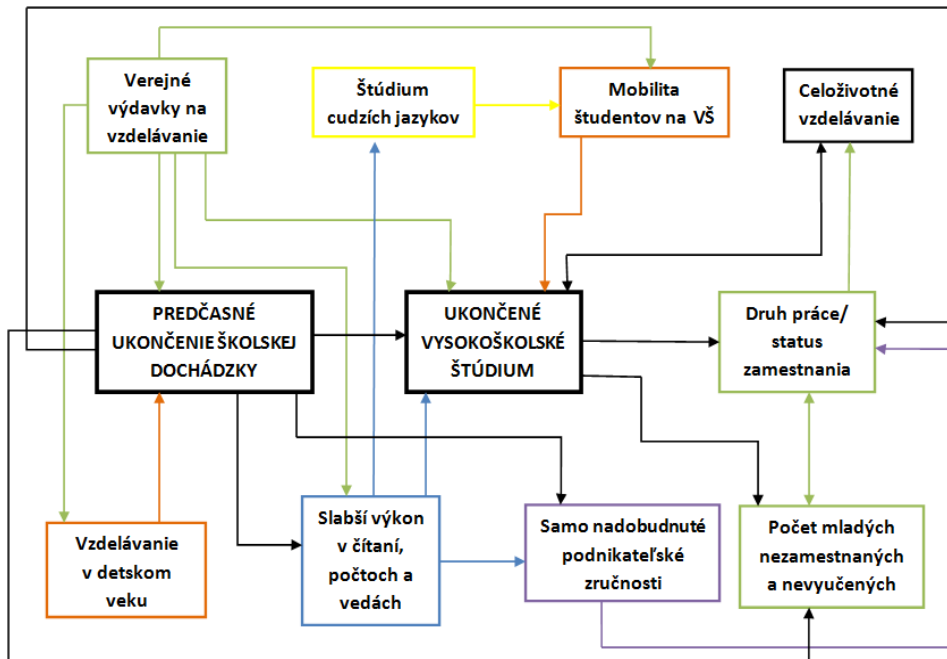 Verejné
výdavky na
vzdelávanie
Štúdium
cudzích jazykov
Mobilita
študentov na VŠ
Celoživotné
vzdelávanie
PREDČASNÉ
UKONČENIE ŠKOLSKEJ
DOCHÁDZKY
UKONČENÉ
VYSOKOŠKOLSKÉ
ŠTÚDIUM
Druh práce/
status
zamestnania
Vzdelávanie
v detskom
veku
Slabší výkon
v čítaní,
počtoch a
vedách
Samo nadobudnuté
podnikateľské
zručnosti
Počet mladých
nezamestnaných
a nevyučených